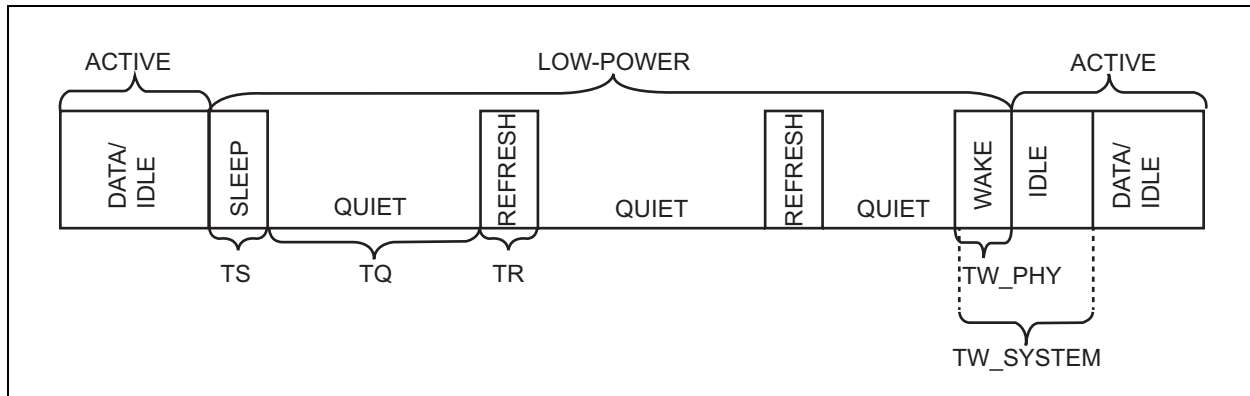 ACTIVE
LOW-POWER
ACTIVE
DATA/
IDLE
SLEEP
QUIET
REFRESH
QUIET
REFRESH
QUIET
WAKE
IDLE
DATA/
IDLE
TS
TQ
TR
TW_PHY
TW_SYSTEM